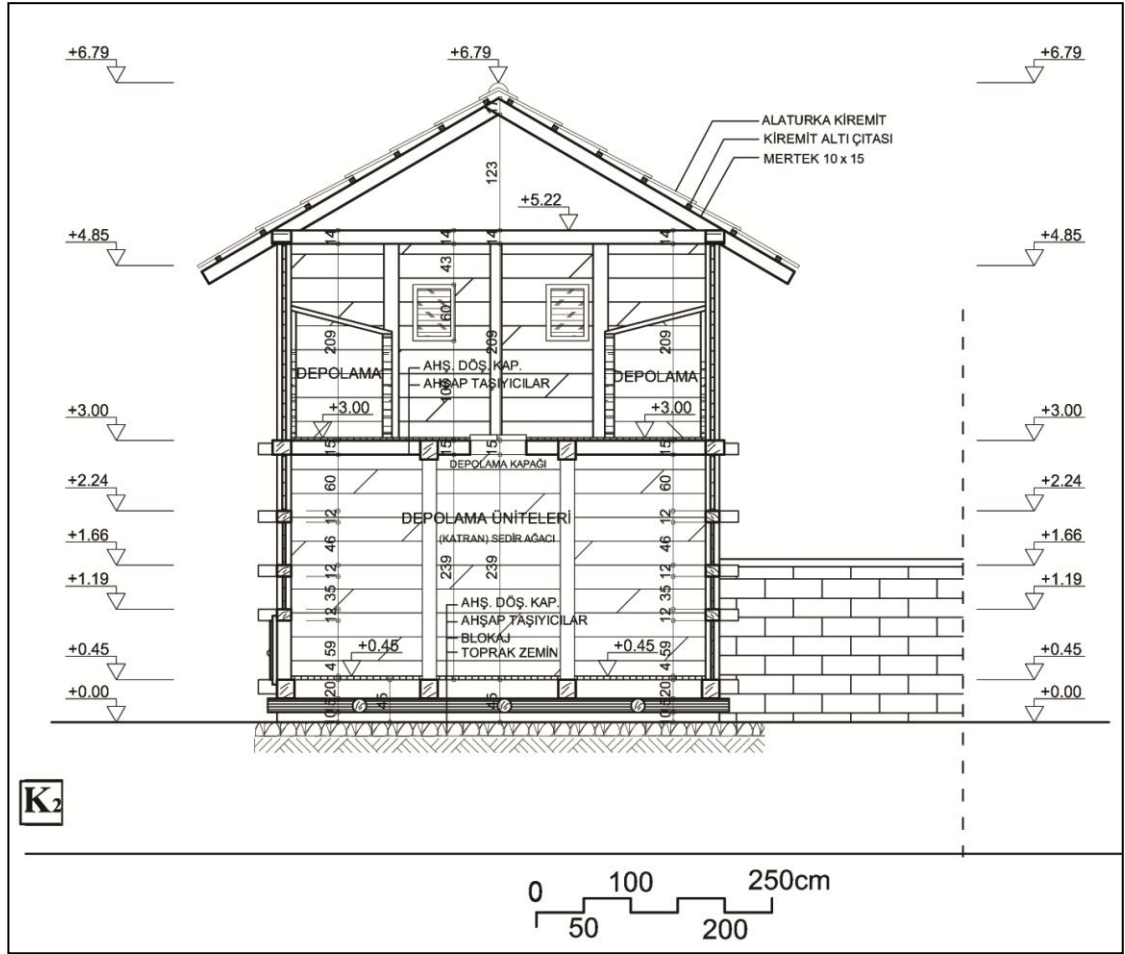 +6.79 +6.79 +6.79
ALATURKA KİREMİT
KİREMİT ALTI ÇITASI
MERTEK 10 x 15
123
+5.22
+4.85 14 14 14 14 +4.85
43
60
209 209 209
DEPOLAMA DEPOLAMA
AHŞ. DÖŞ. KAP.
AHŞAP TAŞIYICILAR
+3.00 +3.00 +3.00 +3.00
15 15 15 15
DEPOLAMA KAPAĞI
60 60
+2.24 +2.24
12 12
DEPOLAMA ÜNİTELERİ
(KATRAN) SEDİR AĞACI
46 46
+1.66 +1.66
239 239
12 12
35 35
+1.19 +1.19
12 12
AHŞ. DÖŞ. KAP.
AHŞAP TAŞIYICILAR
BLOKAJ
TOPRAK ZEMİN
59 59
+0.45 +0.45 +0.45 +0.45
4 4
20 20
45 45
+0.00 +0.00
K2
0 100 250cm
50 200